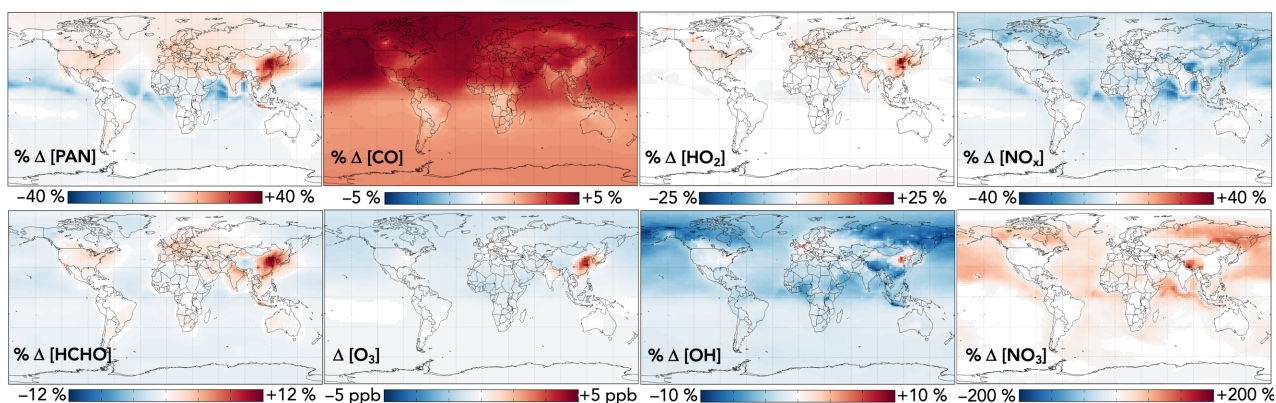 % Δ [PAN] % Δ [CO] % Δ [HO₂] % Δ [NOₓ]
−40 % +40 % −5 % +5 % −25 % +25 % −40 % +40 %
% Δ [HCHO] Δ [O₃] % Δ [OH] % Δ [NO₃]
−12 % +12 % −5 ppb +5 ppb −10 % +10 % −200 % +200 %